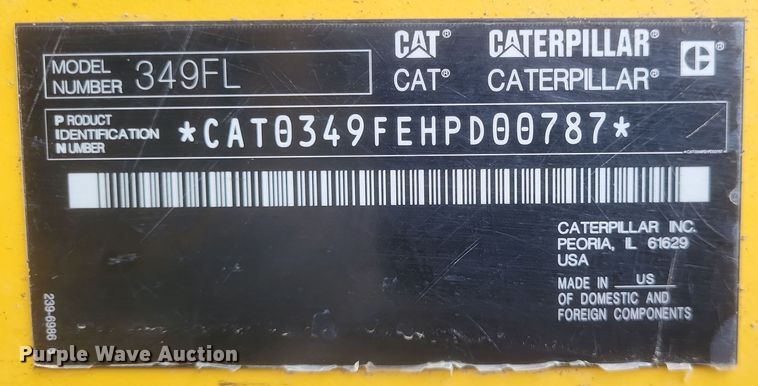 CAT® CATERPILLAR®
CAT® CATERPILLAR®
MODEL NUMBER 349FL
PRODUCT IDENTIFICATION NUMBER *CAT0349FEHPD00787*
*CAT0349FEHPD00787*
CATERPILLAR INC.
PEORIA, IL 61629
USA
MADE IN US
OF DOMESTIC AND
FOREIGN COMPONENTS
239-6986
Purple Wave Auction